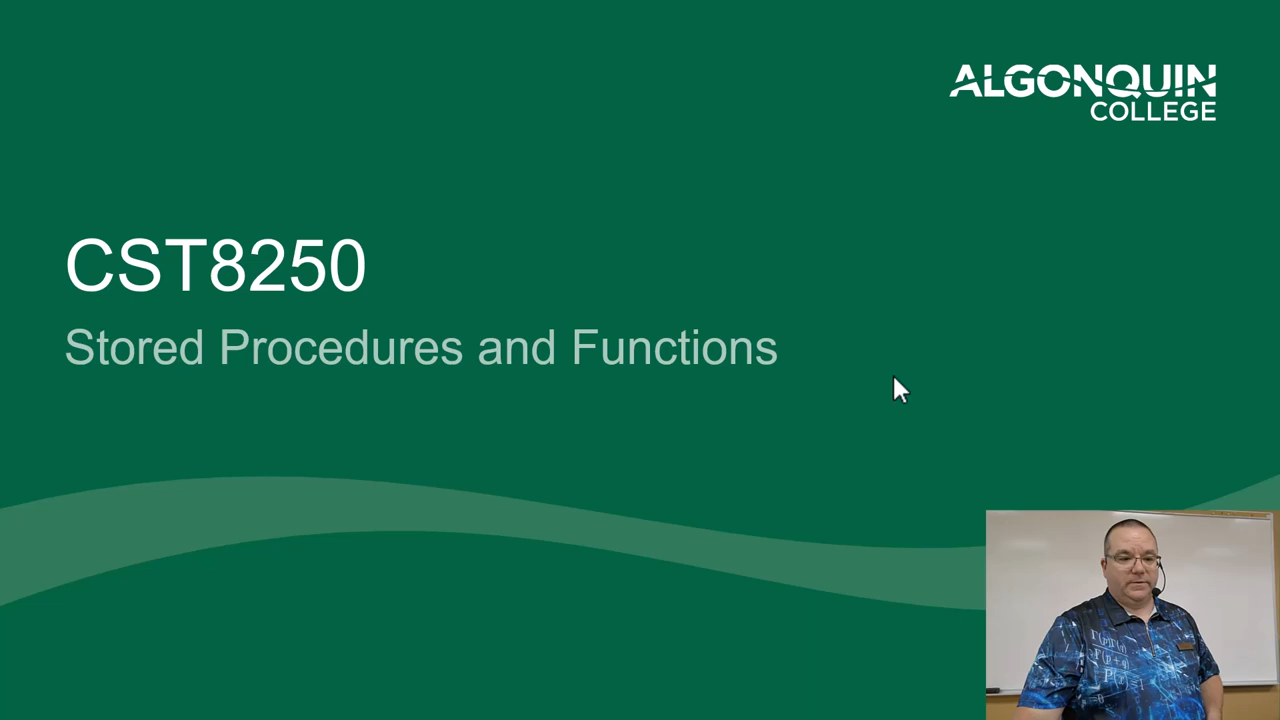 ALGONQUIN
COLLEGE
CST8250
Stored Procedures and Functions